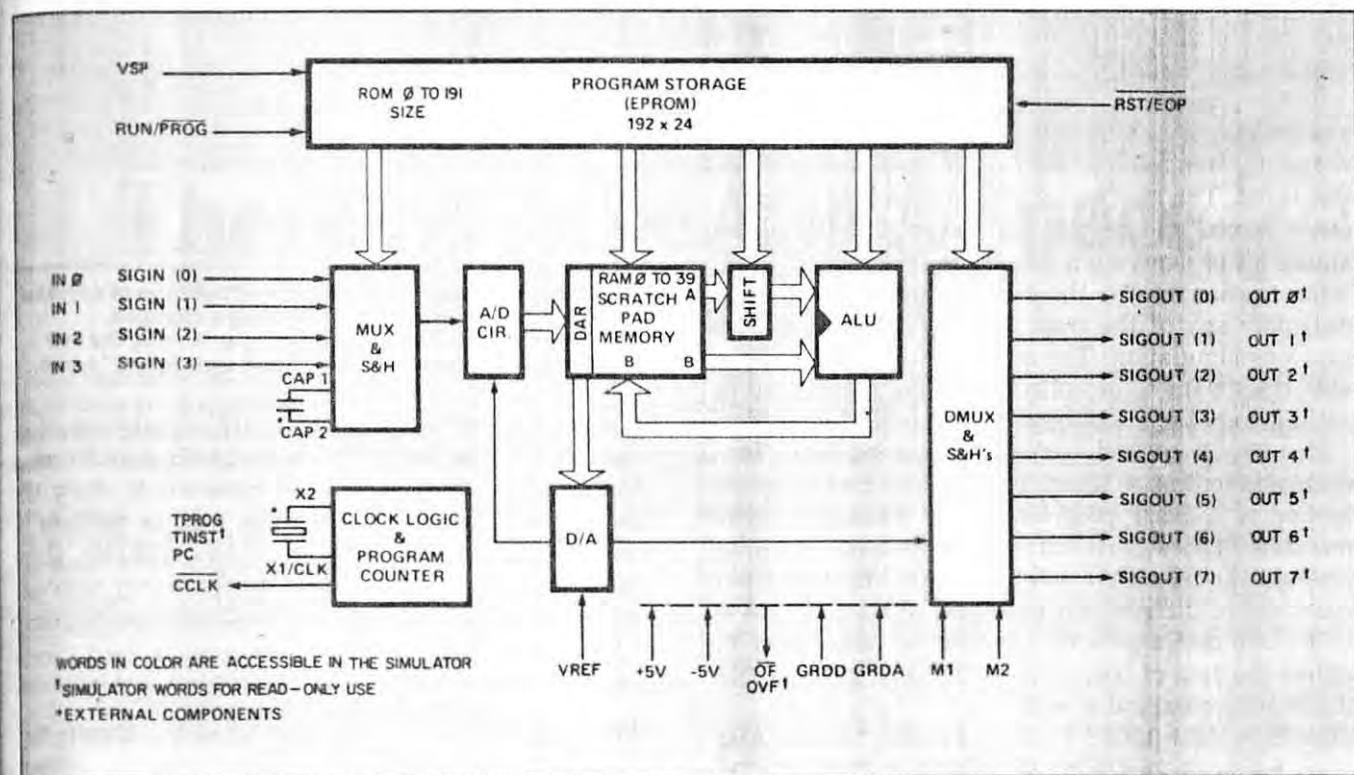 VSP
RUN/PROG
ROM Ø TO 191
SIZE
PROGRAM STORAGE
(EPROM)
192 x 24
RST/EOP
IN Ø SIGIN (0)
IN 1 SIGIN (1)
IN 2 SIGIN (2)
IN 3 SIGIN (3)
CAP 1
*
CAP 2
MUX
&
S&H
A/D
CIR.
DAR
RAM Ø TO 39
SCRATCH
PAD
MEMORY
A
B
B
SHIFT
ALU
DMUX
&
S&H's
SIGOUT (0) OUT Ø†
SIGOUT (1) OUT 1†
SIGOUT (2) OUT 2†
SIGOUT (3) OUT 3†
SIGOUT (4) OUT 4†
SIGOUT (5) OUT 5†
SIGOUT (6) OUT 6†
SIGOUT (7) OUT 7†
TPROG
TINST†
PC
CCLK
X2
*
X1/CLK
CLOCK LOGIC
&
PROGRAM
COUNTER
D/A
VREF
+5V
-5V
OF
OVF†
GRDD
GRDA
M1
M2
WORDS IN COLOR ARE ACCESSIBLE IN THE SIMULATOR
†SIMULATOR WORDS FOR READ-ONLY USE
*EXTERNAL COMPONENTS